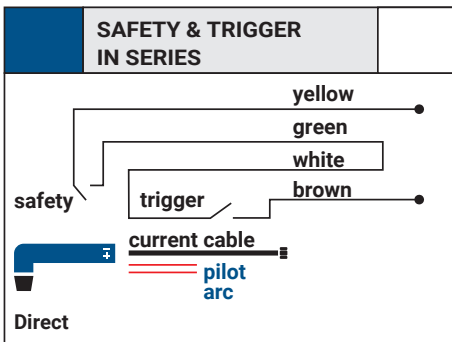 SAFETY & TRIGGER
IN SERIES
yellow
green
white
brown
safety
trigger
current cable
pilot
arc
Direct